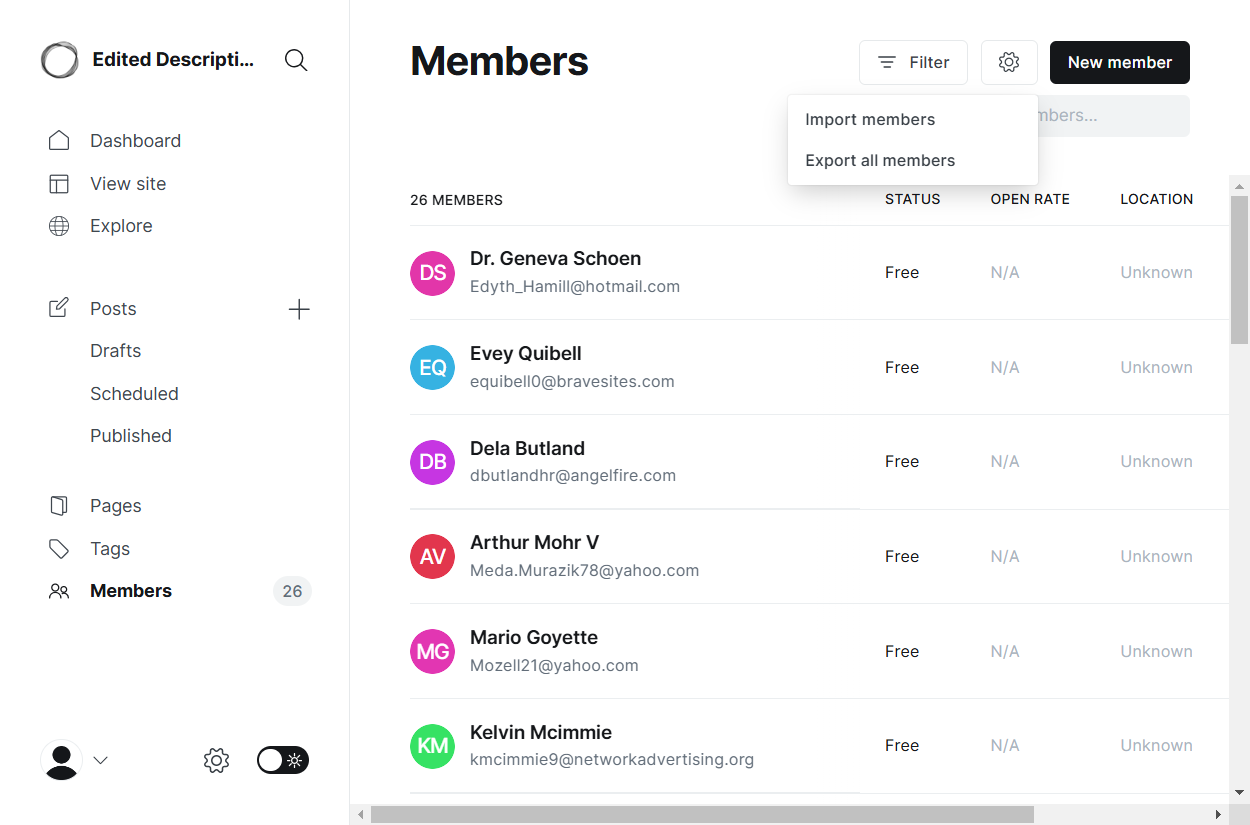 Edited Descripti...
Dashboard
View site
Explore
Posts
Drafts
Scheduled
Published
Pages
Tags
Members
26
Members
Filter
New member
mbers...
Import members
Export all members
26 MEMBERS STATUS OPEN RATE LOCATION
DS Dr. Geneva Schoen
Edyth_Hamill@hotmail.com
Free N/A Unknown
EQ Evey Quibell
equibell0@bravesites.com
Free N/A Unknown
DB Dela Butland
dbutlandhr@angelfire.com
Free N/A Unknown
AV Arthur Mohr V
Meda.Murazik78@yahoo.com
Free N/A Unknown
MG Mario Goyette
Mozell21@yahoo.com
Free N/A Unknown
KM Kelvin Mcimmie
kmcimmie9@networkadvertising.org
Free N/A Unknown